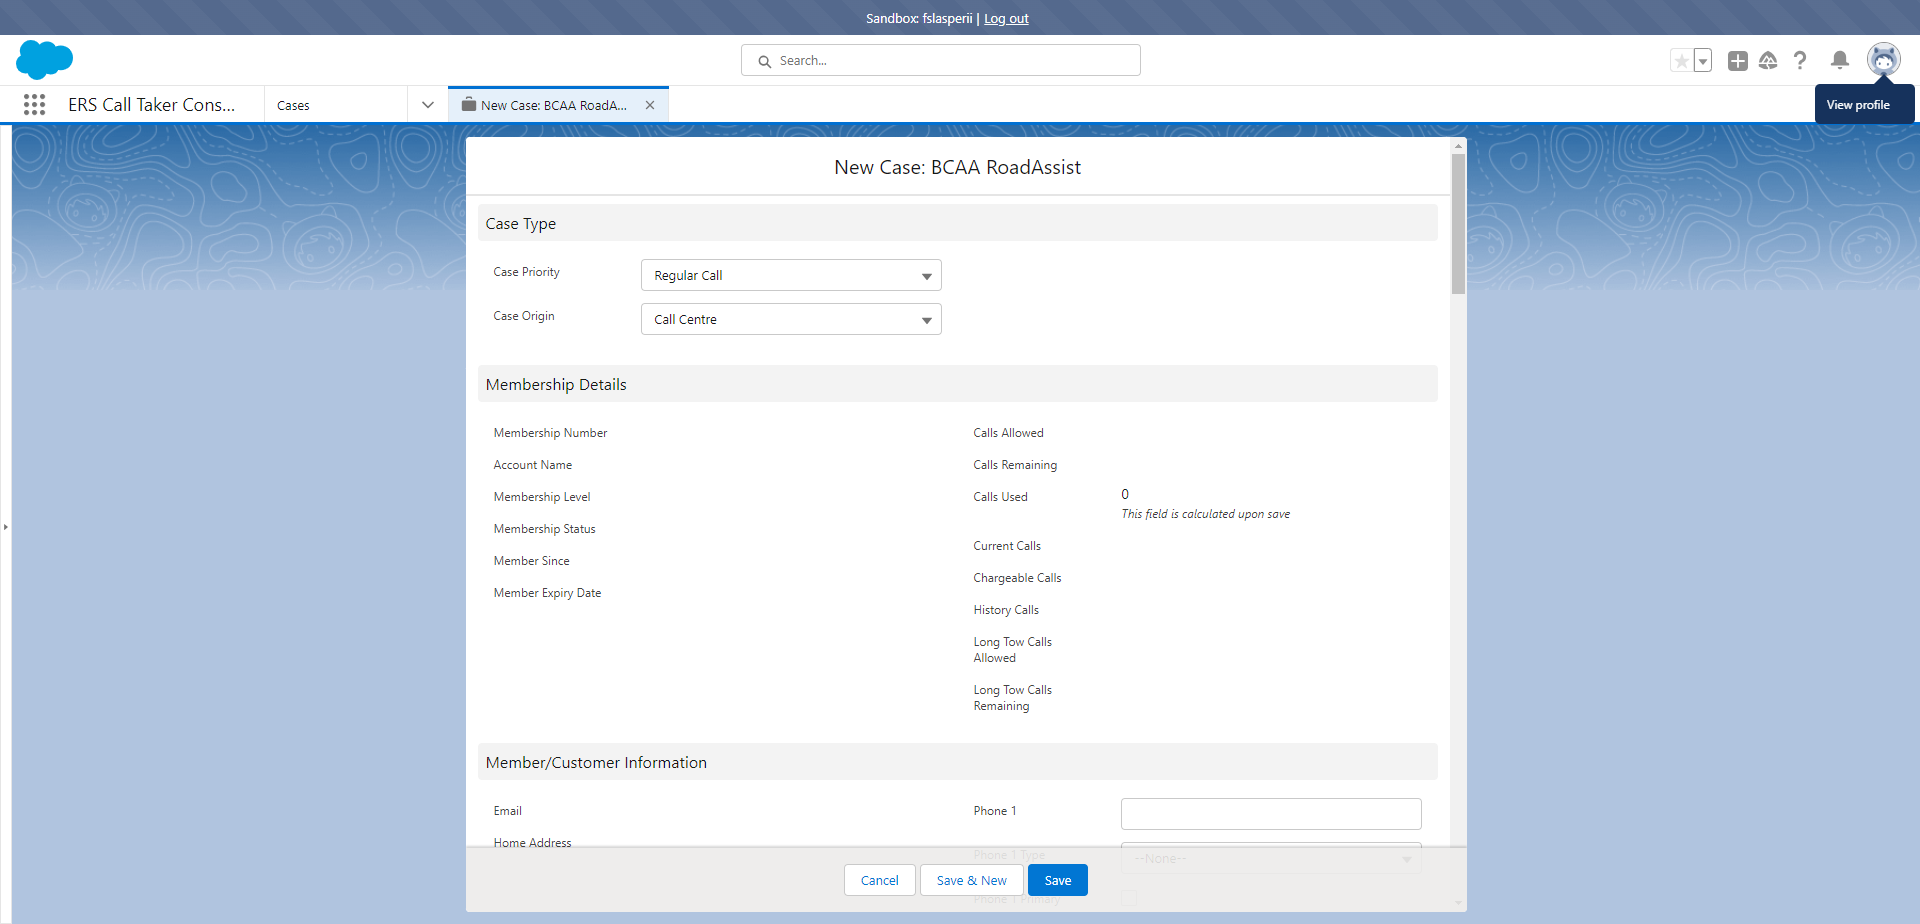 Sandbox: fslasperii | Log out
Search...
ERS Call Taker Cons...
Cases
New Case: BCAA RoadA...
View profile
New Case: BCAA RoadAssist
Case Type
Case Priority
Regular Call
Case Origin
Call Centre
Membership Details
Membership Number
Calls Allowed
Account Name
Calls Remaining
Membership Level
Calls Used
0
This field is calculated upon save
Membership Status
Current Calls
Member Since
Chargeable Calls
Member Expiry Date
History Calls
Long Tow Calls
Allowed
Long Tow Calls
Remaining
Member/Customer Information
Email
Phone 1
Home Address
Phone 1 Type
--None--
Phone 1 Primary
Cancel
Save & New
Save